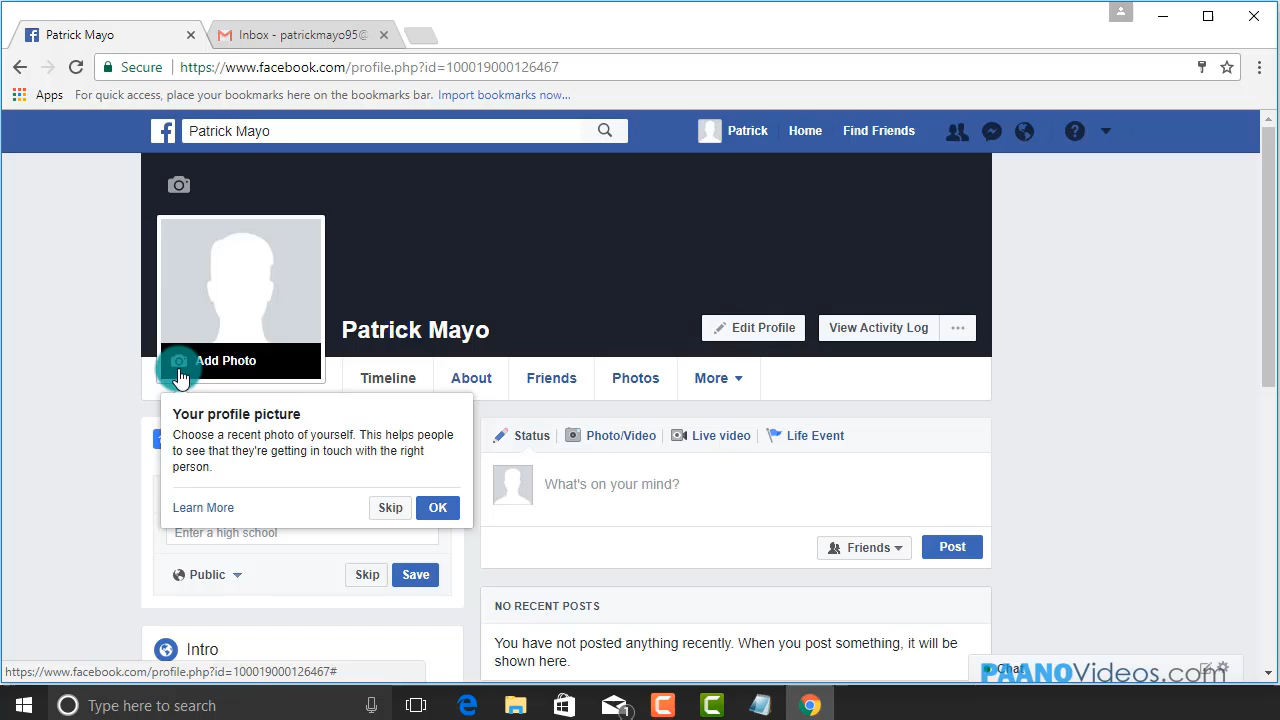 Patrick Mayo
Inbox - patrickmayo95@
Secure https://www.facebook.com/profile.php?id=100019000126467
Apps For quick access, place your bookmarks here on the bookmarks bar. Import bookmarks now...
Patrick Mayo
Patrick Home Find Friends
Patrick Mayo
Edit Profile View Activity Log
Add Photo
Timeline About Friends Photos More
Your profile picture
Choose a recent photo of yourself. This helps people
to see that they're getting in touch with the right
person.
Learn More Skip OK
Enter a high school
Public Skip Save
Intro
Status Photo/Video Live video Life Event
What's on your mind?
Friends Post
NO RECENT POSTS
You have not posted anything recently. When you post something, it will be
shown here.
Chat
PAANOVideos.com
https://www.facebook.com/profile.php?id=100019000126467#
Type here to search
1